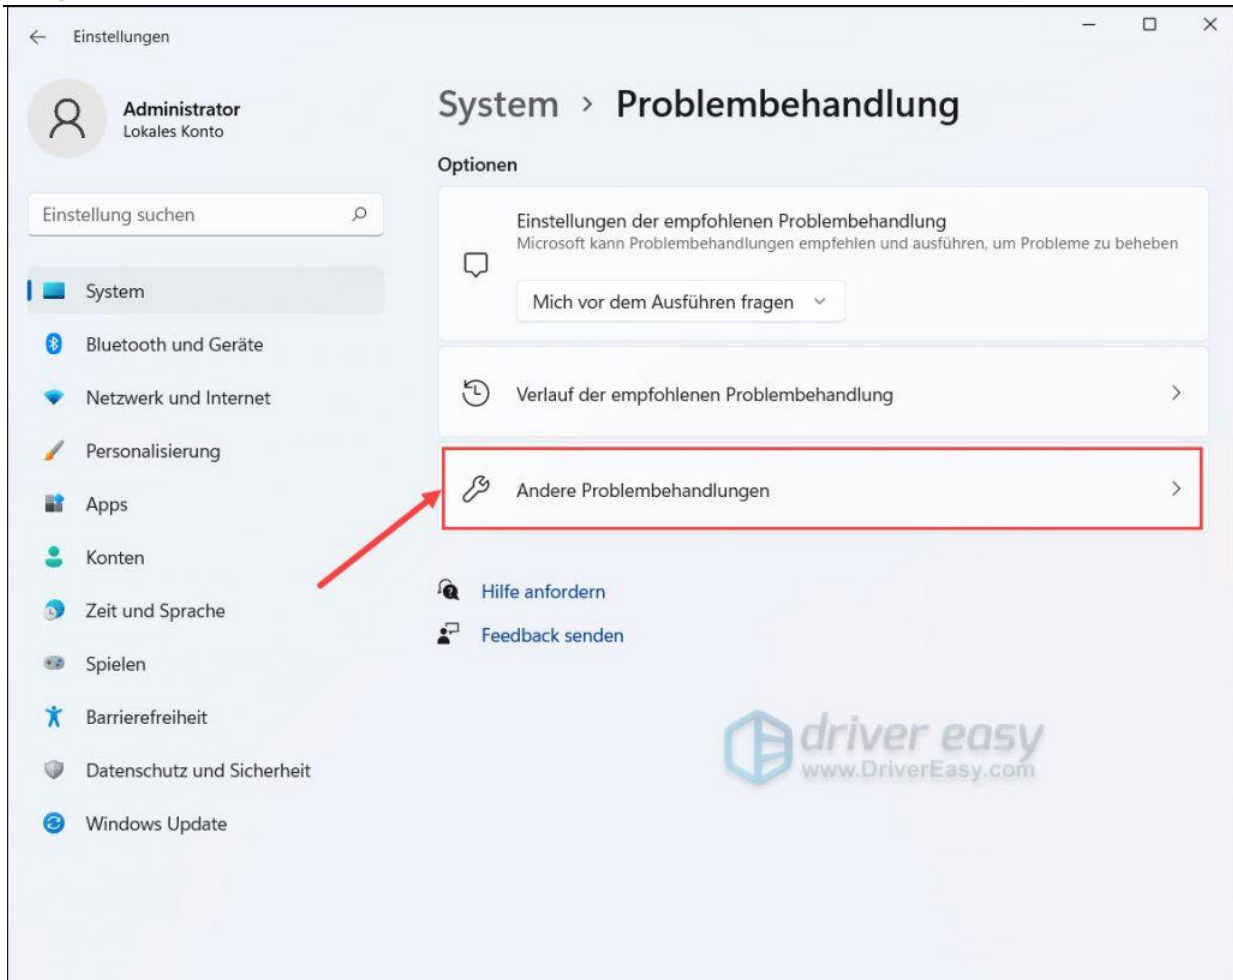 Einstellungen
Administrator
Lokales Konto
Einstellung suchen
System
Bluetooth und Geräte
Netzwerk und Internet
Personalisierung
Apps
Konten
Zeit und Sprache
Spielen
Barrierefreiheit
Datenschutz und Sicherheit
Windows Update
System > Problembehandlung
Optionen
Einstellungen der empfohlenen Problembehandlung
Microsoft kann Problembehandlungen empfehlen und ausführen, um Probleme zu beheben
Mich vor dem Ausführen fragen
Verlauf der empfohlenen Problembehandlung
Andere Problembehandlungen
Hilfe anfordern
Feedback senden
driver easy
www.DriverEasy.com